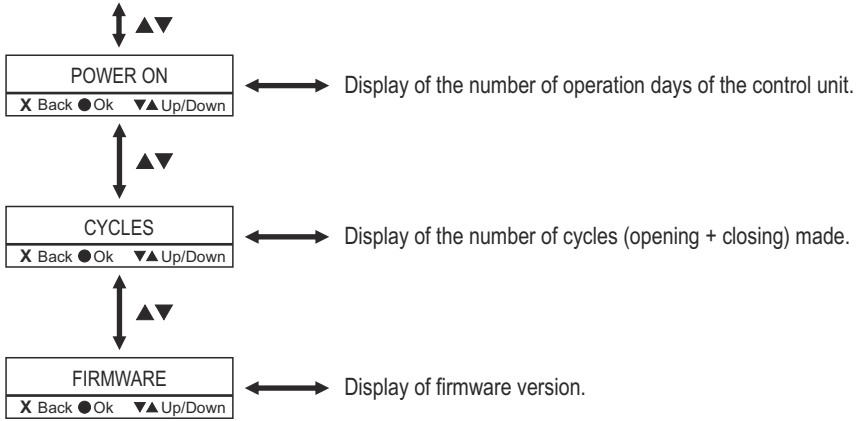 ▲▼
POWER ON
X Back ●Ok ▼▲Up/Down
Display of the number of operation days of the control unit.
▲▼
CYCLES
X Back ●Ok ▼▲Up/Down
Display of the number of cycles (opening + closing) made.
▲▼
FIRMWARE
X Back ●Ok ▼▲Up/Down
Display of firmware version.